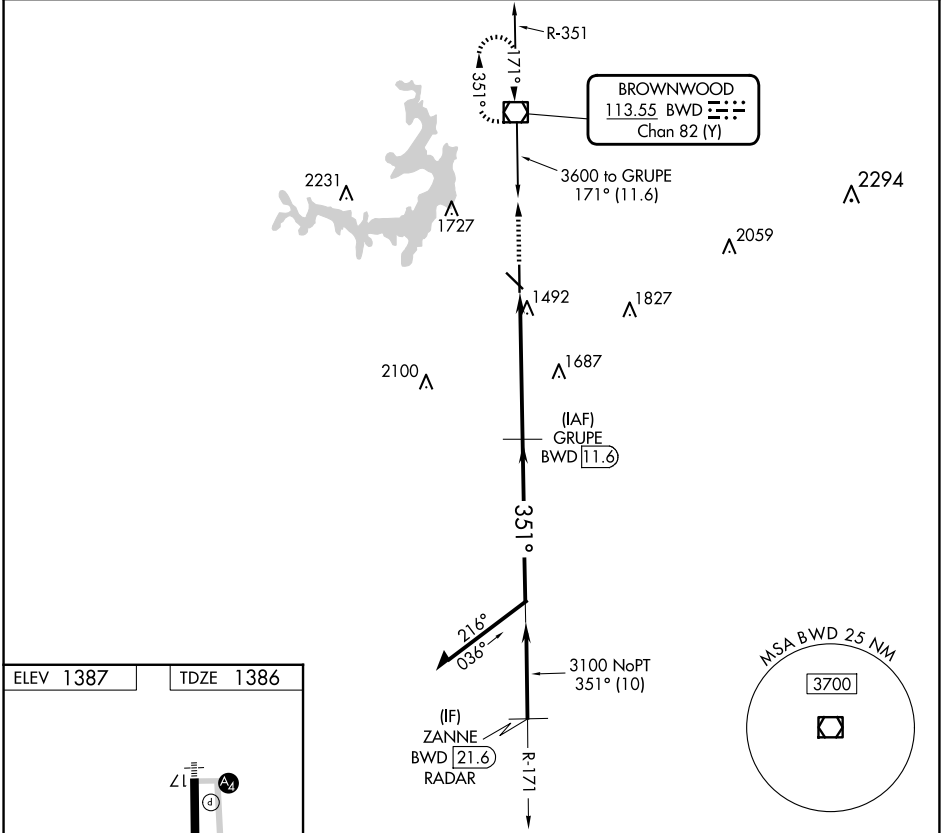 R-351
171°
351°
BROWNWOOD
113.55 BWD
Chan 82 (Y)
3600 to GRUPE
171° (11.6)
2231
1727
2294
2059
1492
1827
2100
1687
(IAF)
GRUPE
BWD 11.6
351°
216°
036°
3100 NoPT
351° (10)
(IF)
ZANNE
BWD 21.6
RADAR
R-171
MSA BWD 25 NM
3700
ELEV 1387
TDZE 1386
17
A4
P